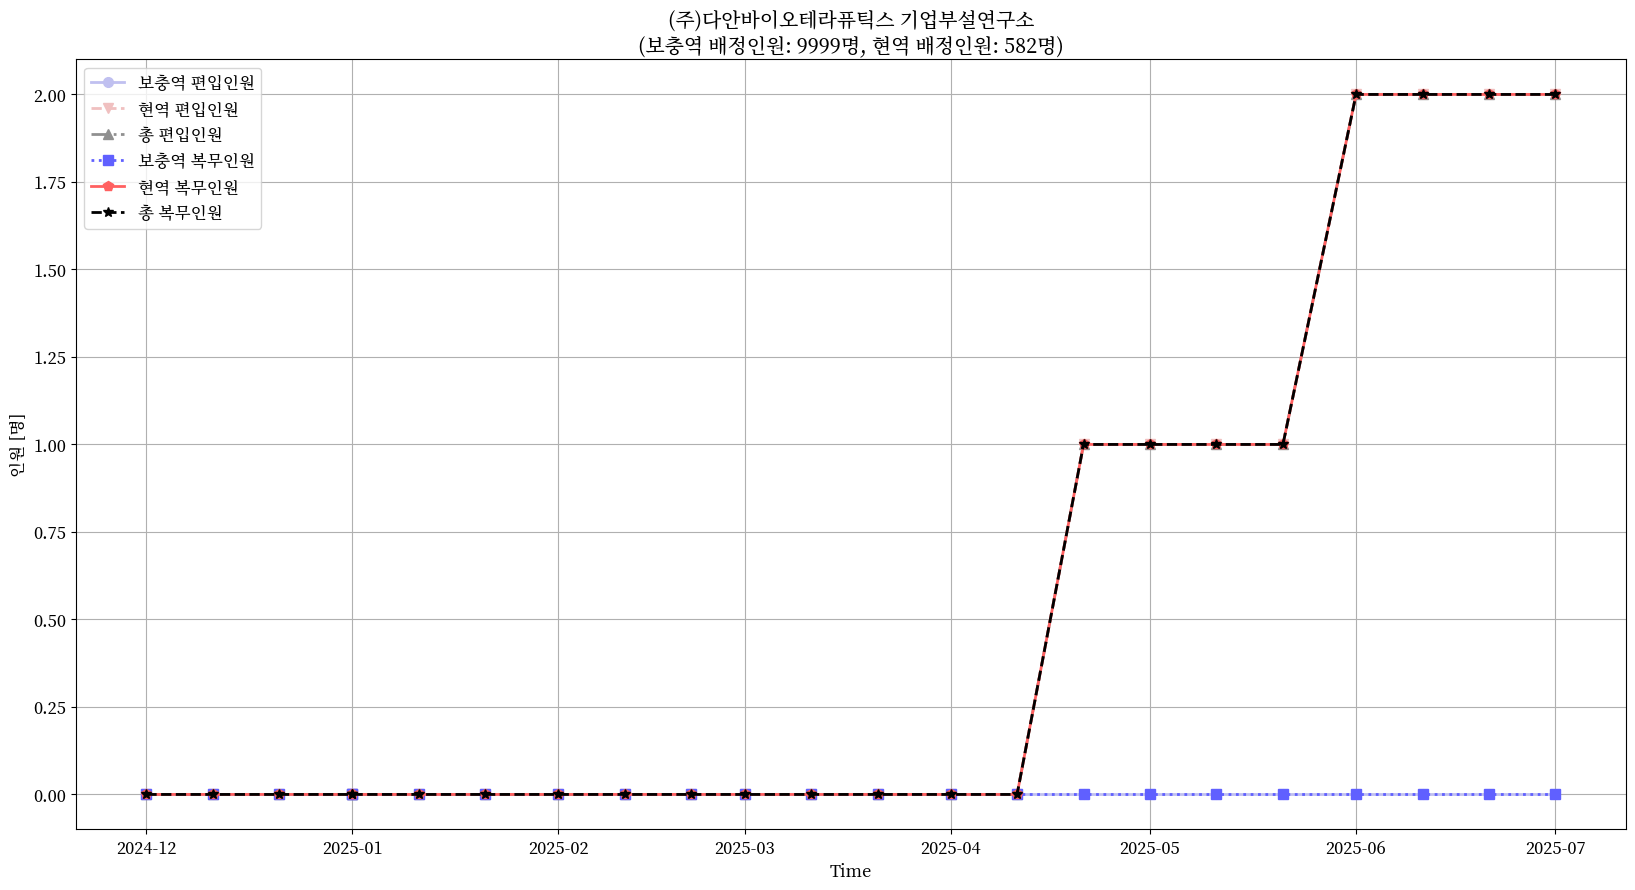 (주)다안바이오테라퓨틱스 기업부설연구소
(보충역 배정인원: 9999명, 현역 배정인원: 582명)
보충역 편입인원
현역 편입인원
총 편입인원
보충역 복무인원
현역 복무인원
총 복무인원
2.00
1.75
1.50
1.25
1.00
0.75
0.50
0.25
0.00
인원 [명]
2024-12 2025-01 2025-02 2025-03 2025-04 2025-05 2025-06 2025-07
Time